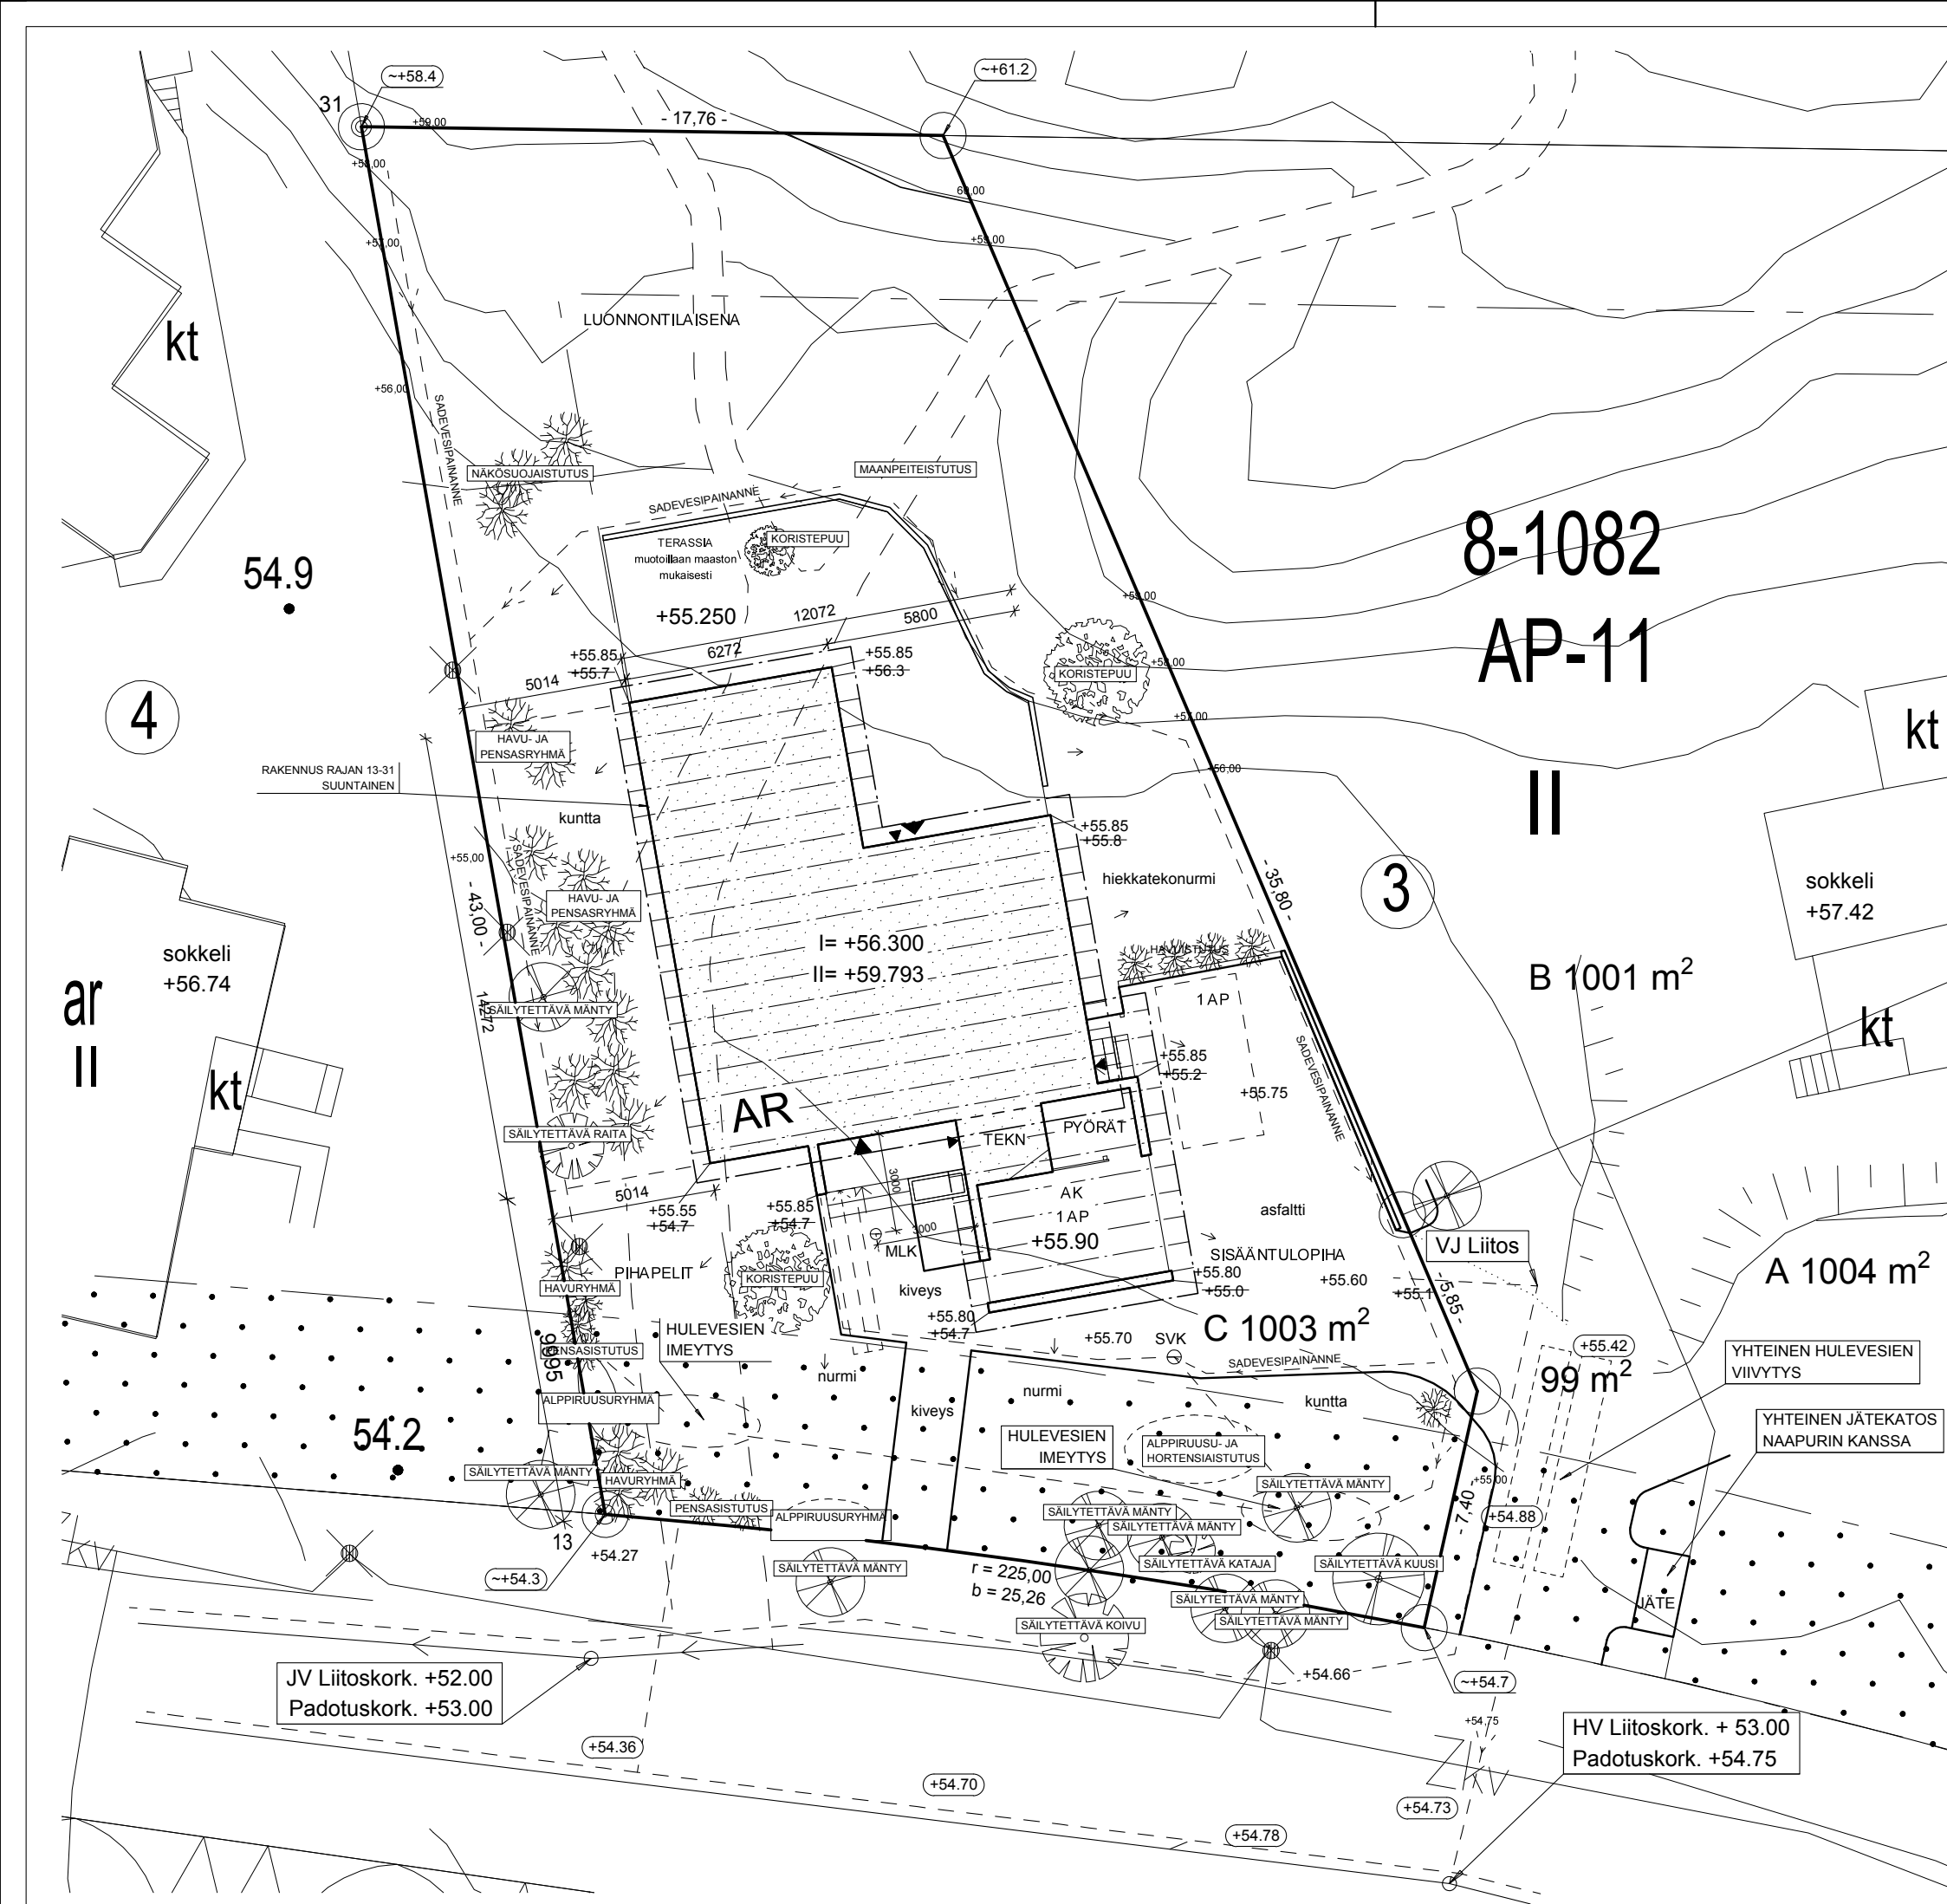 ~+58.4
~+61.2
31
+59,00
- 17,76 -
+58,00
60,00
+57,00
+59,00
LUONNONTILAISENA
kt
+56,00
SADEVESIPAINANNE
NÄKÖSUOJAISTUTUS
MAANPEITEISTUTUS
SADEVESIPAINANNE
8-1082
AP-11
II
TERASSIA
muotoillaan maaston
mukaisesti
KORISTEPUU
54.9
+55.250
12072
5800
6272
+59,00
+55.85
+55.7
+55.85
+56.3
5014
KORISTEPUU
+58,00
+57,00
4
HAVU- JA
PENSASRYHMÄ
kt
RAKENNUS RAJAN 13-31
SUUNTAINEN
+56,00
kuntta
+55.85
+55.8
+55,00
SADEVESIPAINANNE
- 43,00 -
hiekkatekonurmi
- 35,80 -
3
sokkeli
+57.42
HAVU- JA
PENSASRYHMÄ
I= +56.300
II= +59.793
HAVUISTUTUS
sokkeli
+56.74
B 1001 m²
1AP
ar
II
kt
SÄILYTETTÄVÄ MÄNTY
14272
kt
SADEVESIPAINANNE
+55.85
+55.2
+55.75
AR
SÄILYTETTÄVÄ RAITA
TEKN
PYÖRÄT
3000
5014
+55.55
+54.7
+55.85
+54.7
AK
1AP
+55.90
asfaltti
3000
MLK
SISÄÄNTULOPIHA
VJ Liitos
A 1004 m²
PIHAPELIT
KORISTEPUU
+55.80
+55.0
+55.60
+55.1
- 5,85 -
HAVURYHMÄ
kiveys
+55.80
+54.7
HULEVESIEN
IMEYTYS
C 1003 m²
+55.70
SVK
+55.42
9995
PENSASISTUTUS
SADEVESIPAINANNE
YHTEINEN HULEVESIEN
VIIVYTYS
nurmi
99 m²
nurmi
kuntta
ALPPIRUUSURYHMÄ
kiveys
54.2
HULEVESIEN
IMEYTYS
ALPPIRUUSU- JA
HORTENSIAISTUTUS
YHTEINEN JÄTEKATOS
NAAPURIN KANSSA
SÄILYTETTÄVÄ MÄNTY
HAVURYHMÄ
SÄILYTETTÄVÄ MÄNTY
+55,00
PENSASISTUTUS
ALPPIRUUSURYHMÄ
SÄILYTETTÄVÄ MÄNTY
SÄILYTETTÄVÄ MÄNTY
- 7,40 -
+54.88
13
+54.27
SÄILYTETTÄVÄ MÄNTY
SÄILYTETTÄVÄ KATAJA
SÄILYTETTÄVÄ KUUSI
~+54.3
r = 225,00
b = 25,26
SÄILYTETTÄVÄ MÄNTY
SÄILYTETTÄVÄ MÄNTY
SÄILYTETTÄVÄ KOIVU
JÄTE
JV Liitoskork. +52.00
Padotuskork. +53.00
+54.66
~+54.7
+54,75
HV Liitoskork. + 53.00
Padotuskork. +54.75
+54.36
+54.70
+54.73
+54.78